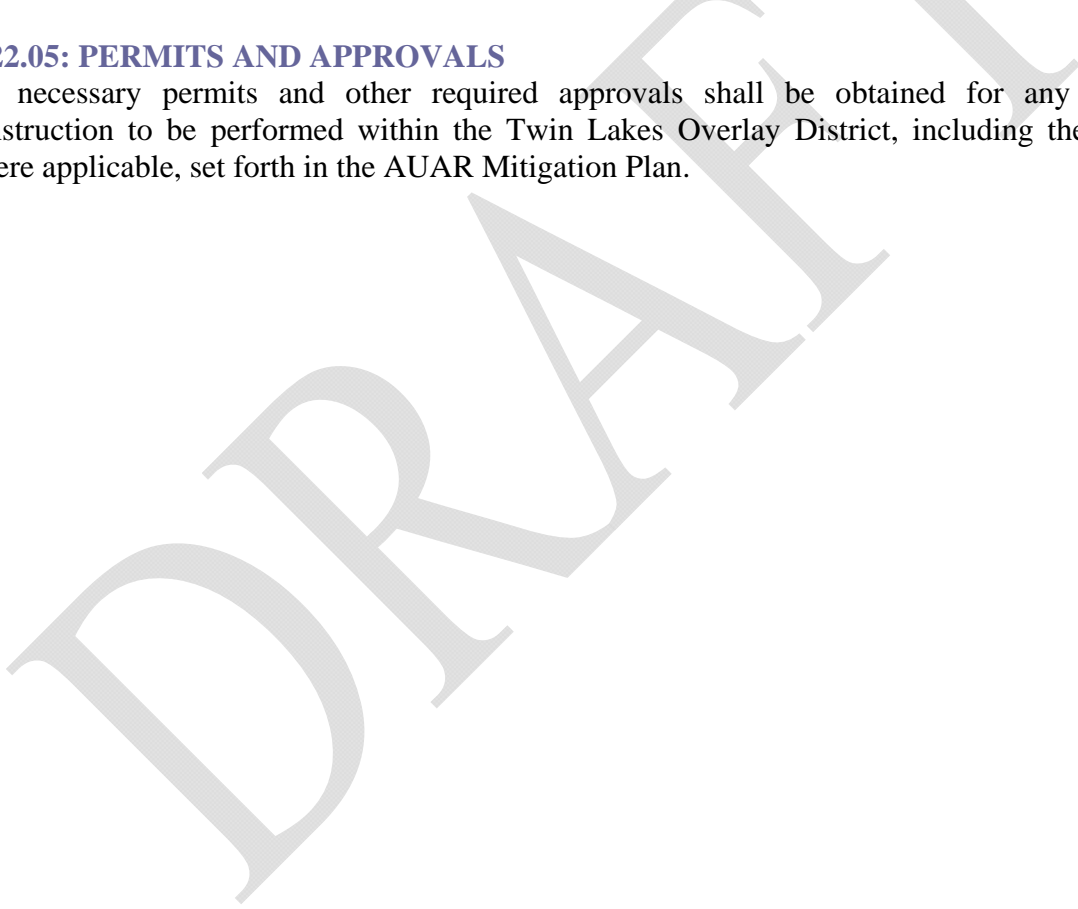 22.05: PERMITS AND APPROVALS
necessary permits and other required approvals shall be obtained for any
nstruction to be performed within the Twin Lakes Overlay District, including the
ere applicable, set forth in the AUAR Mitigation Plan.
DRAFT